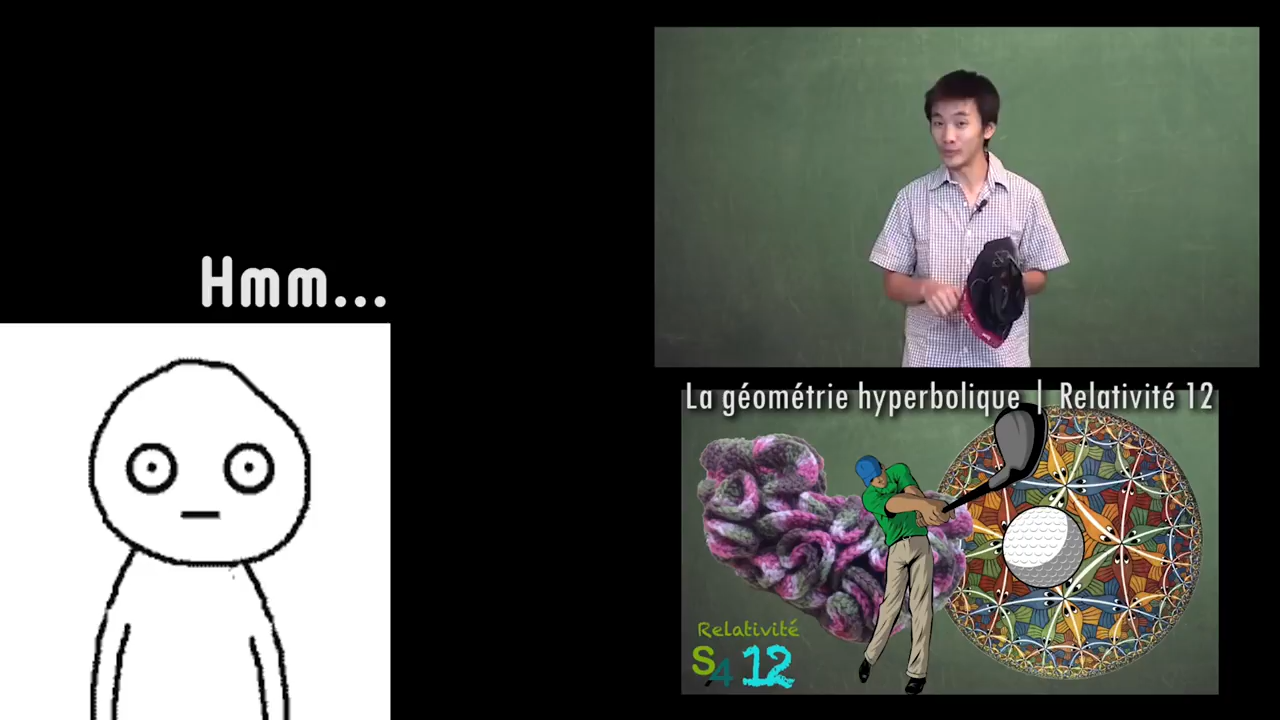 Hmm...
La géométrie hyperbolique | Relativité 12
Relativité
S4 12